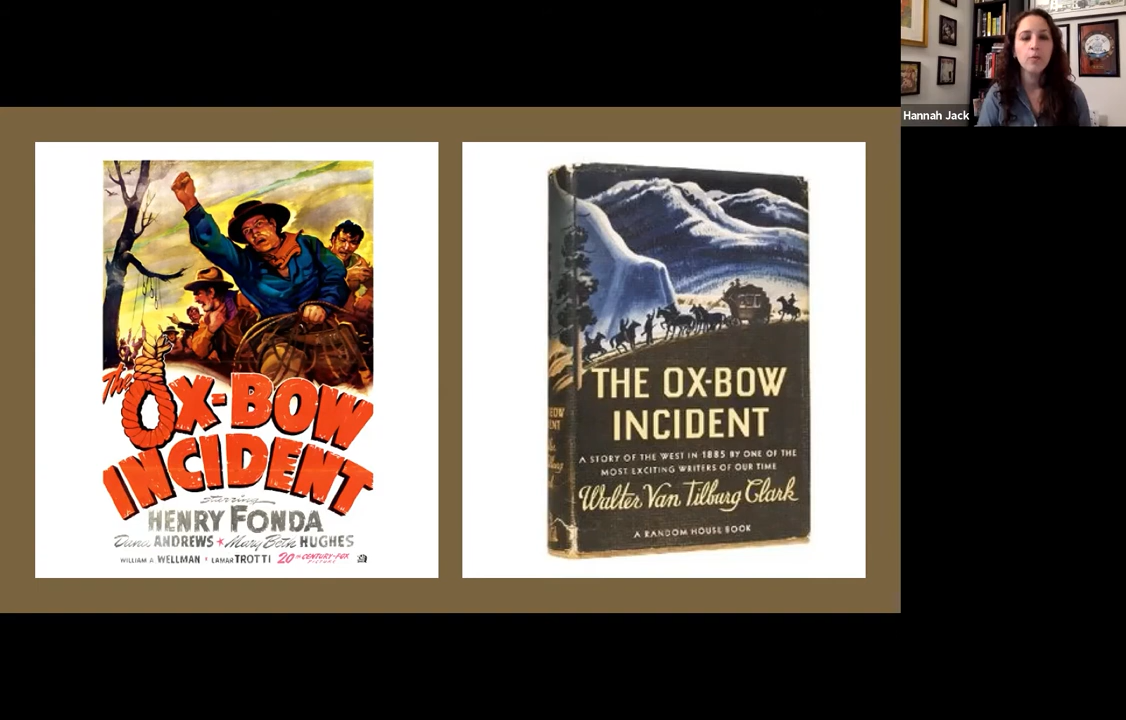 The
OX-BOW
INCIDENT
starring
HENRY FONDA
Dana ANDREWS * Mary Beth HUGHES
WILLIAM A. WELLMAN * LAMAR TROTTI 20TH CENTURY-FOX
PICTURE
THE OX-BOW
INCIDENT
A STORY OF THE WEST IN 1885 BY ONE OF THE
MOST EXCITING WRITERS OF OUR TIME
Walter Van Tilburg Clark
A RANDOM HOUSE BOOK
Hannah Jack